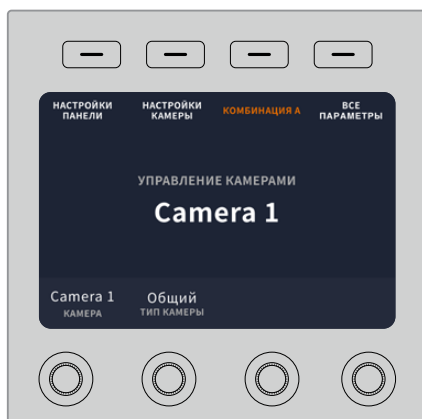 НАСТРОЙКИ ПАНЕЛИ
НАСТРОЙКИ КАМЕРЫ
КОМБИНАЦИЯ А
ВСЕ ПАРАМЕТРЫ
УПРАВЛЕНИЕ КАМЕРАМИ
Camera 1
Camera 1
КАМЕРА
Общий
ТИП КАМЕРЫ